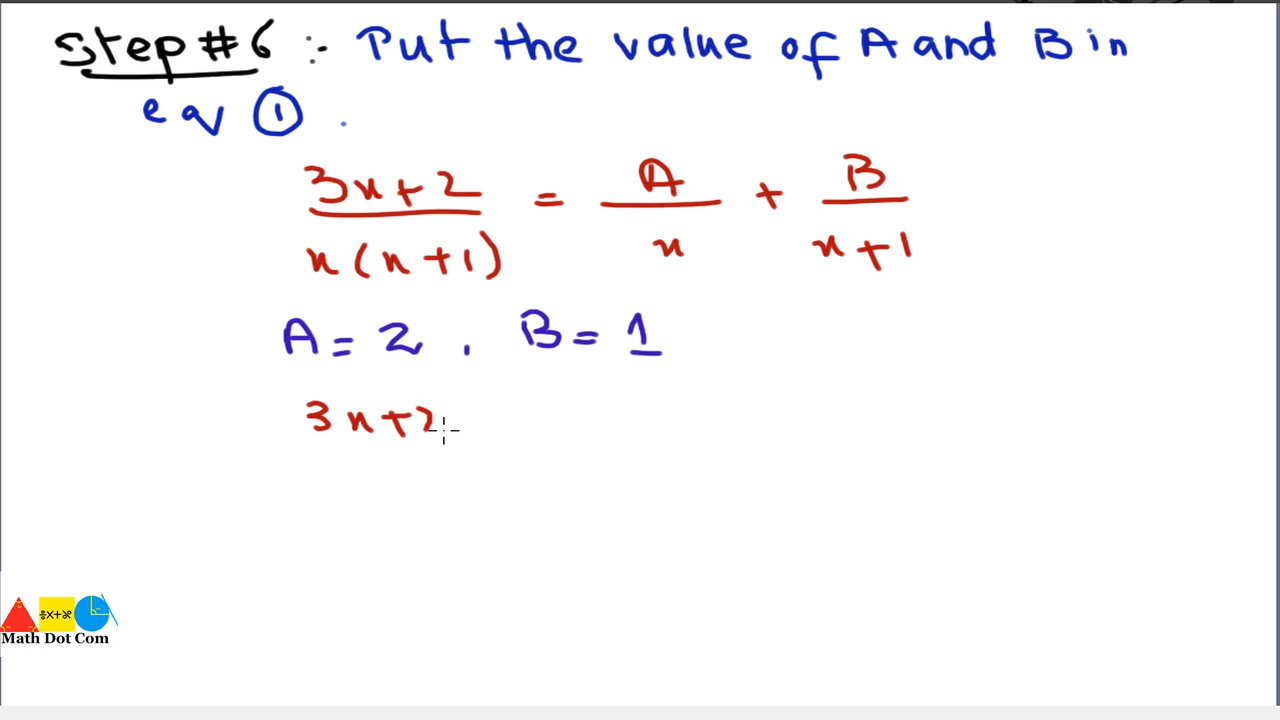 Step #6 :- Put the value of A and B in
eq ① .
3x+2 / x(x+1) = A / x + B / x+1
A = 2 , B = 1
3x+2
Math Dot Com